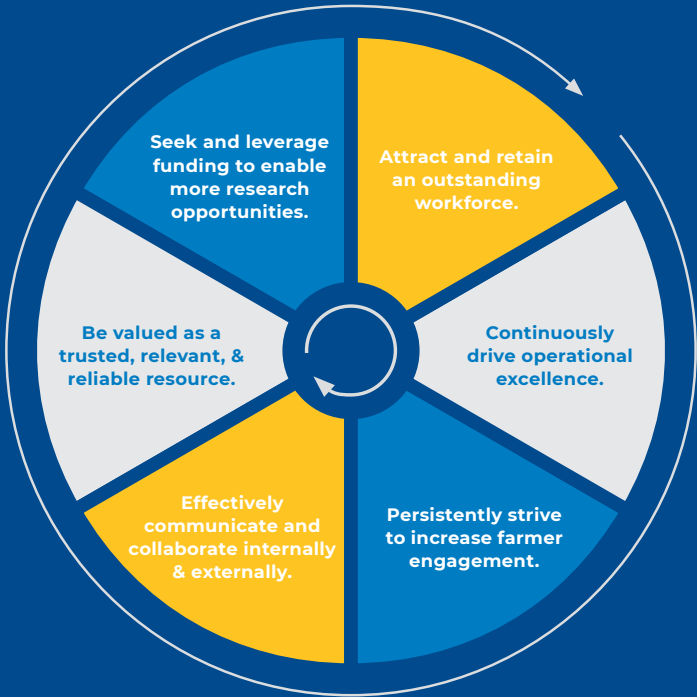 Seek and leverage
funding to enable
more research
opportunities.
Attract and retain
an outstanding
workforce.
Continuously
drive operational
excellence.
Persistently strive
to increase farmer
engagement.
Effectively
communicate and
collaborate internally
& externally.
Be valued as a
trusted, relevant, &
reliable resource.